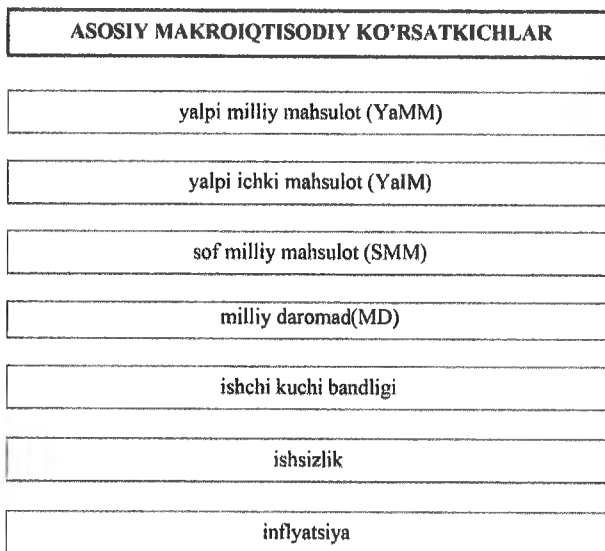 ASOSIY MAKROIQTISODIY KO'RSATKICHLAR
yalpi milliy mahsulot (YaMM)
yalpi ichki mahsulot (YaIM)
sof milliy mahsulot (SMM)
milliy daromad(MD)
ishchi kuchi bandligi
ishsizlik
inflyatsiya